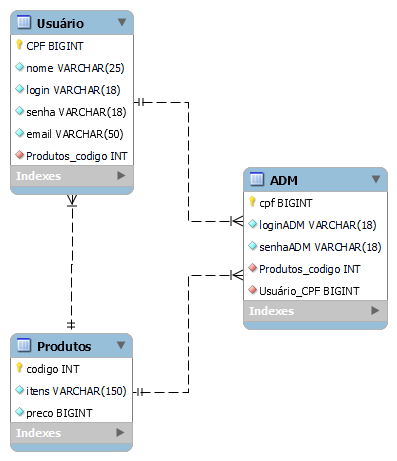 Usuário
CPF BIGINT
nome VARCHAR(25)
login VARCHAR(18)
senha VARCHAR(18)
email VARCHAR(50)
Produtos_codigo INT
Indexes
ADM
cpf BIGINT
loginADM VARCHAR(18)
senhaADM VARCHAR(18)
Produtos_codigo INT
Usuário_CPF BIGINT
Indexes
Produtos
codigo INT
itens VARCHAR(150)
preco BIGINT
Indexes